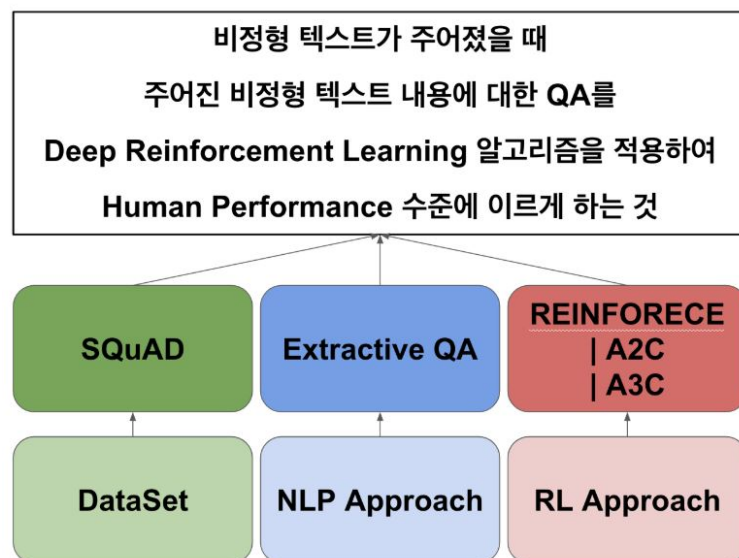 비정형 텍스트가 주어졌을 때
주어진 비정형 텍스트 내용에 대한 QA를
Deep Reinforcement Learning 알고리즘을 적용하여
Human Performance 수준에 이르게 하는 것
SQuAD
Extractive QA
REINFORECE
| A2C
| A3C
DataSet
NLP Approach
RL Approach